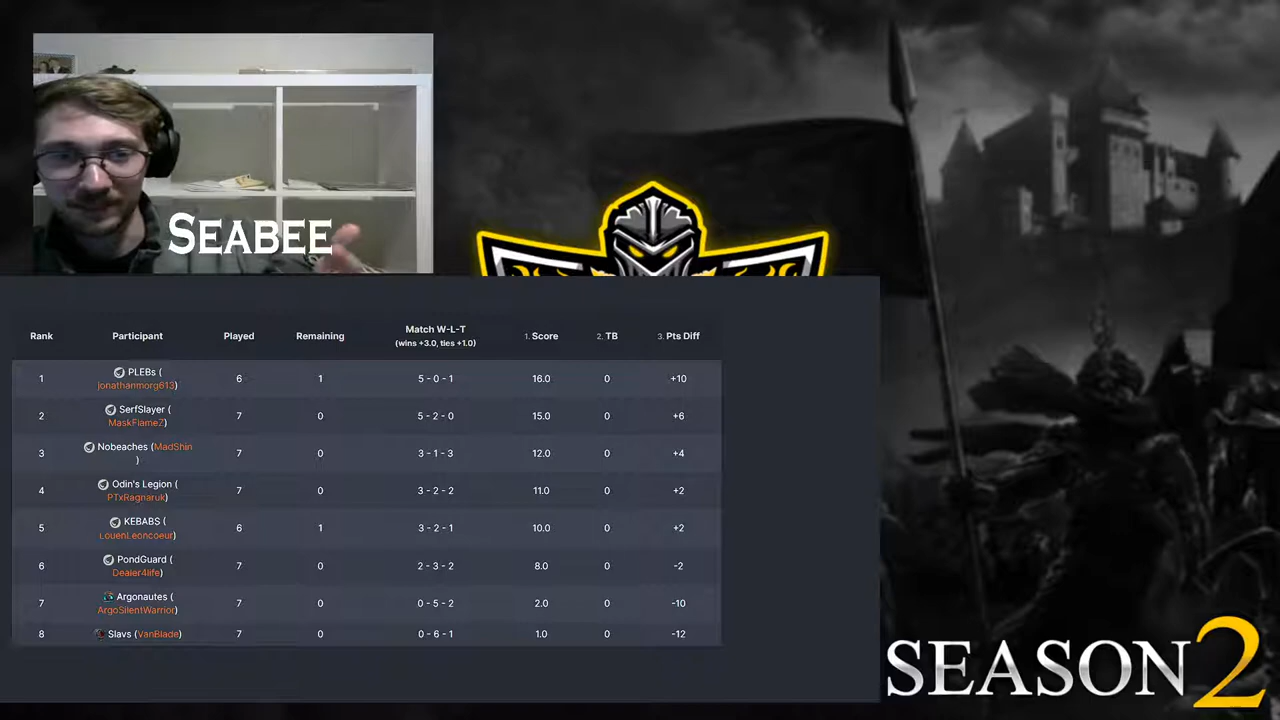 SEABEE
Rank Participant Played Remaining Match W-L-T (wins +3.0, ties +1.0) 1. Score 2. TB 3. Pts Diff
1 PLEBs (jonathanmorg613) 6 1 5 - 0 - 1 16.0 0 +10
2 SerfSlayer (MaskFlameZ) 7 0 5 - 2 - 0 15.0 0 +6
3 Nobeaches (MadShin) 7 0 3 - 1 - 3 12.0 0 +4
4 Odin's Legion (PTxRagnaruk) 7 0 3 - 2 - 2 11.0 0 +2
5 KEBABS (LouenLeoncoeur) 6 1 3 - 2 - 1 10.0 0 +2
6 PondGuard (Dealer4life) 7 0 2 - 3 - 2 8.0 0 -2
7 Argonautes (ArgoSilentWarrior) 7 0 0 - 5 - 2 2.0 0 -10
8 Slavs (VanBlade) 7 0 0 - 6 - 1 1.0 0 -12
SEASON 2